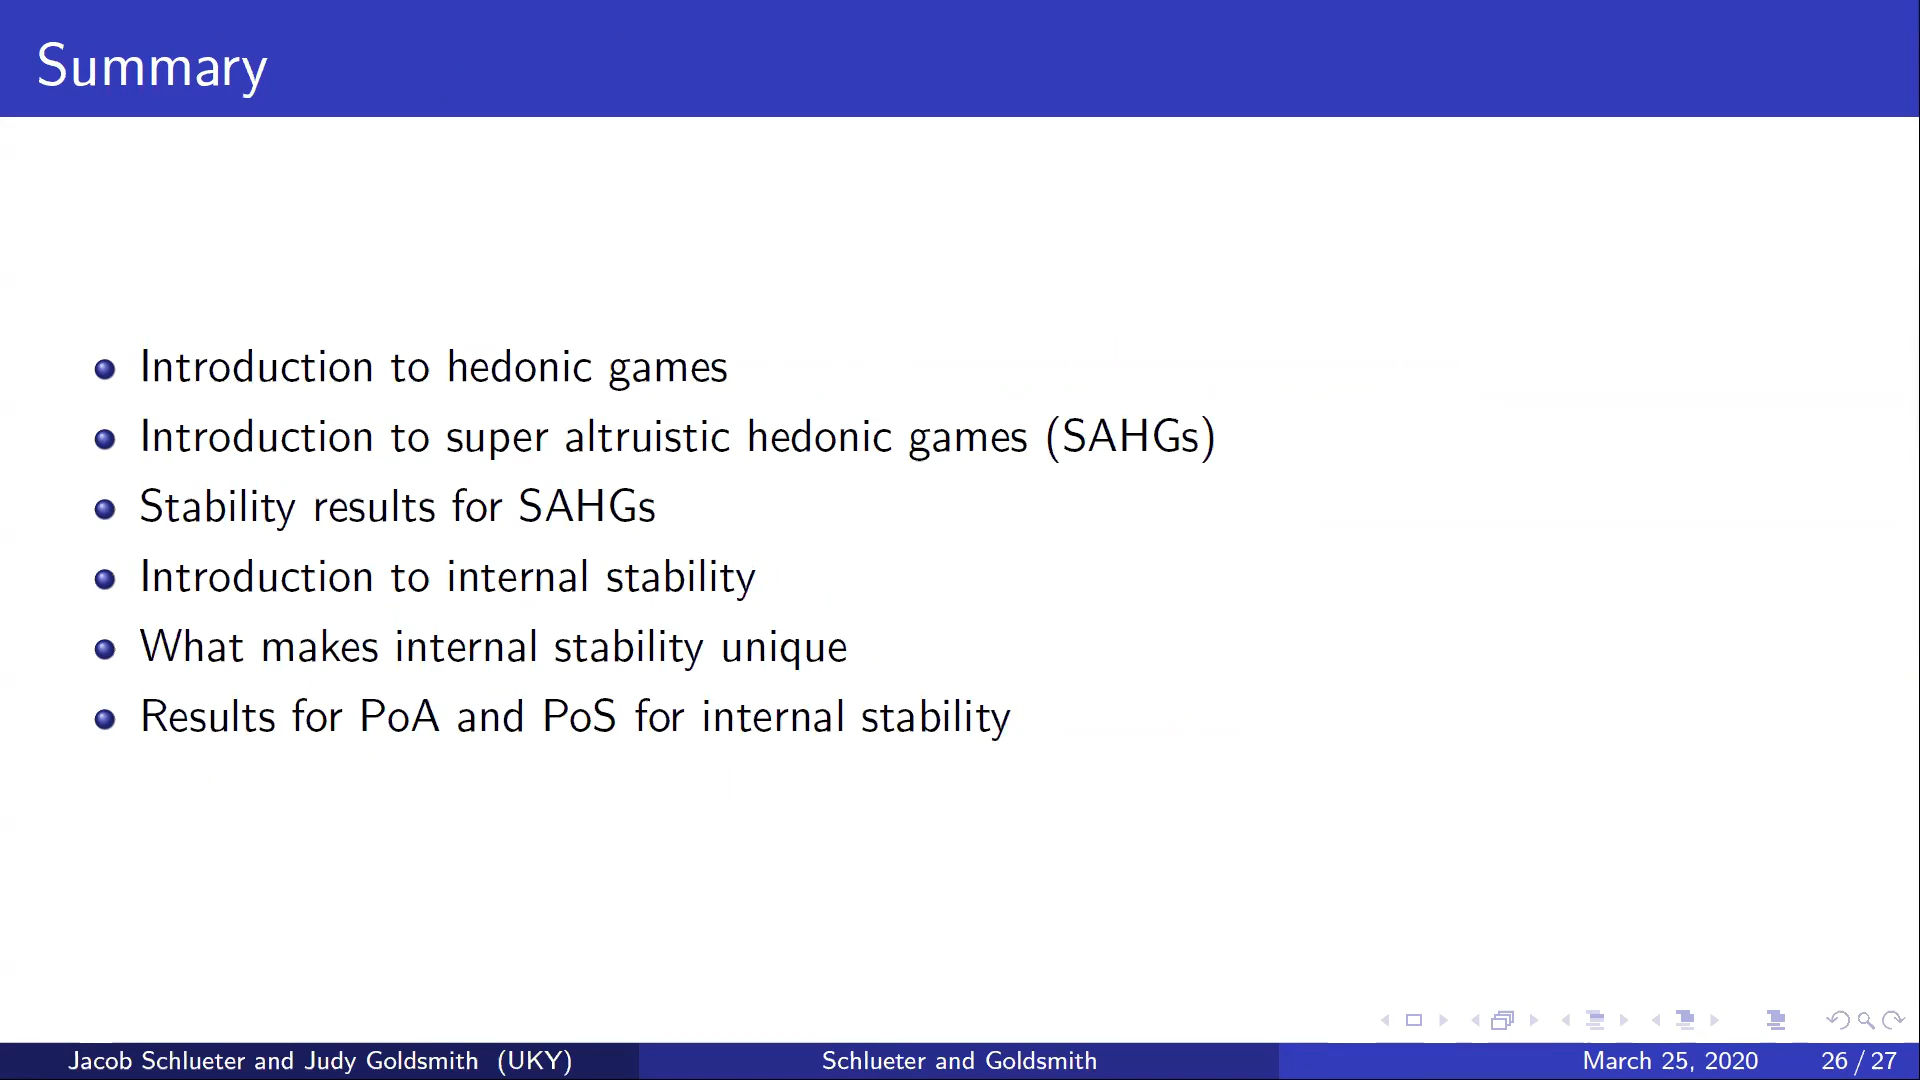 Summary
Introduction to hedonic games
Introduction to super altruistic hedonic games (SAHGs)
Stability results for SAHGs
Introduction to internal stability
What makes internal stability unique
Results for PoA and PoS for internal stability
Jacob Schlueter and Judy Goldsmith (UKY)
Schlueter and Goldsmith
March 25, 2020
26 / 27